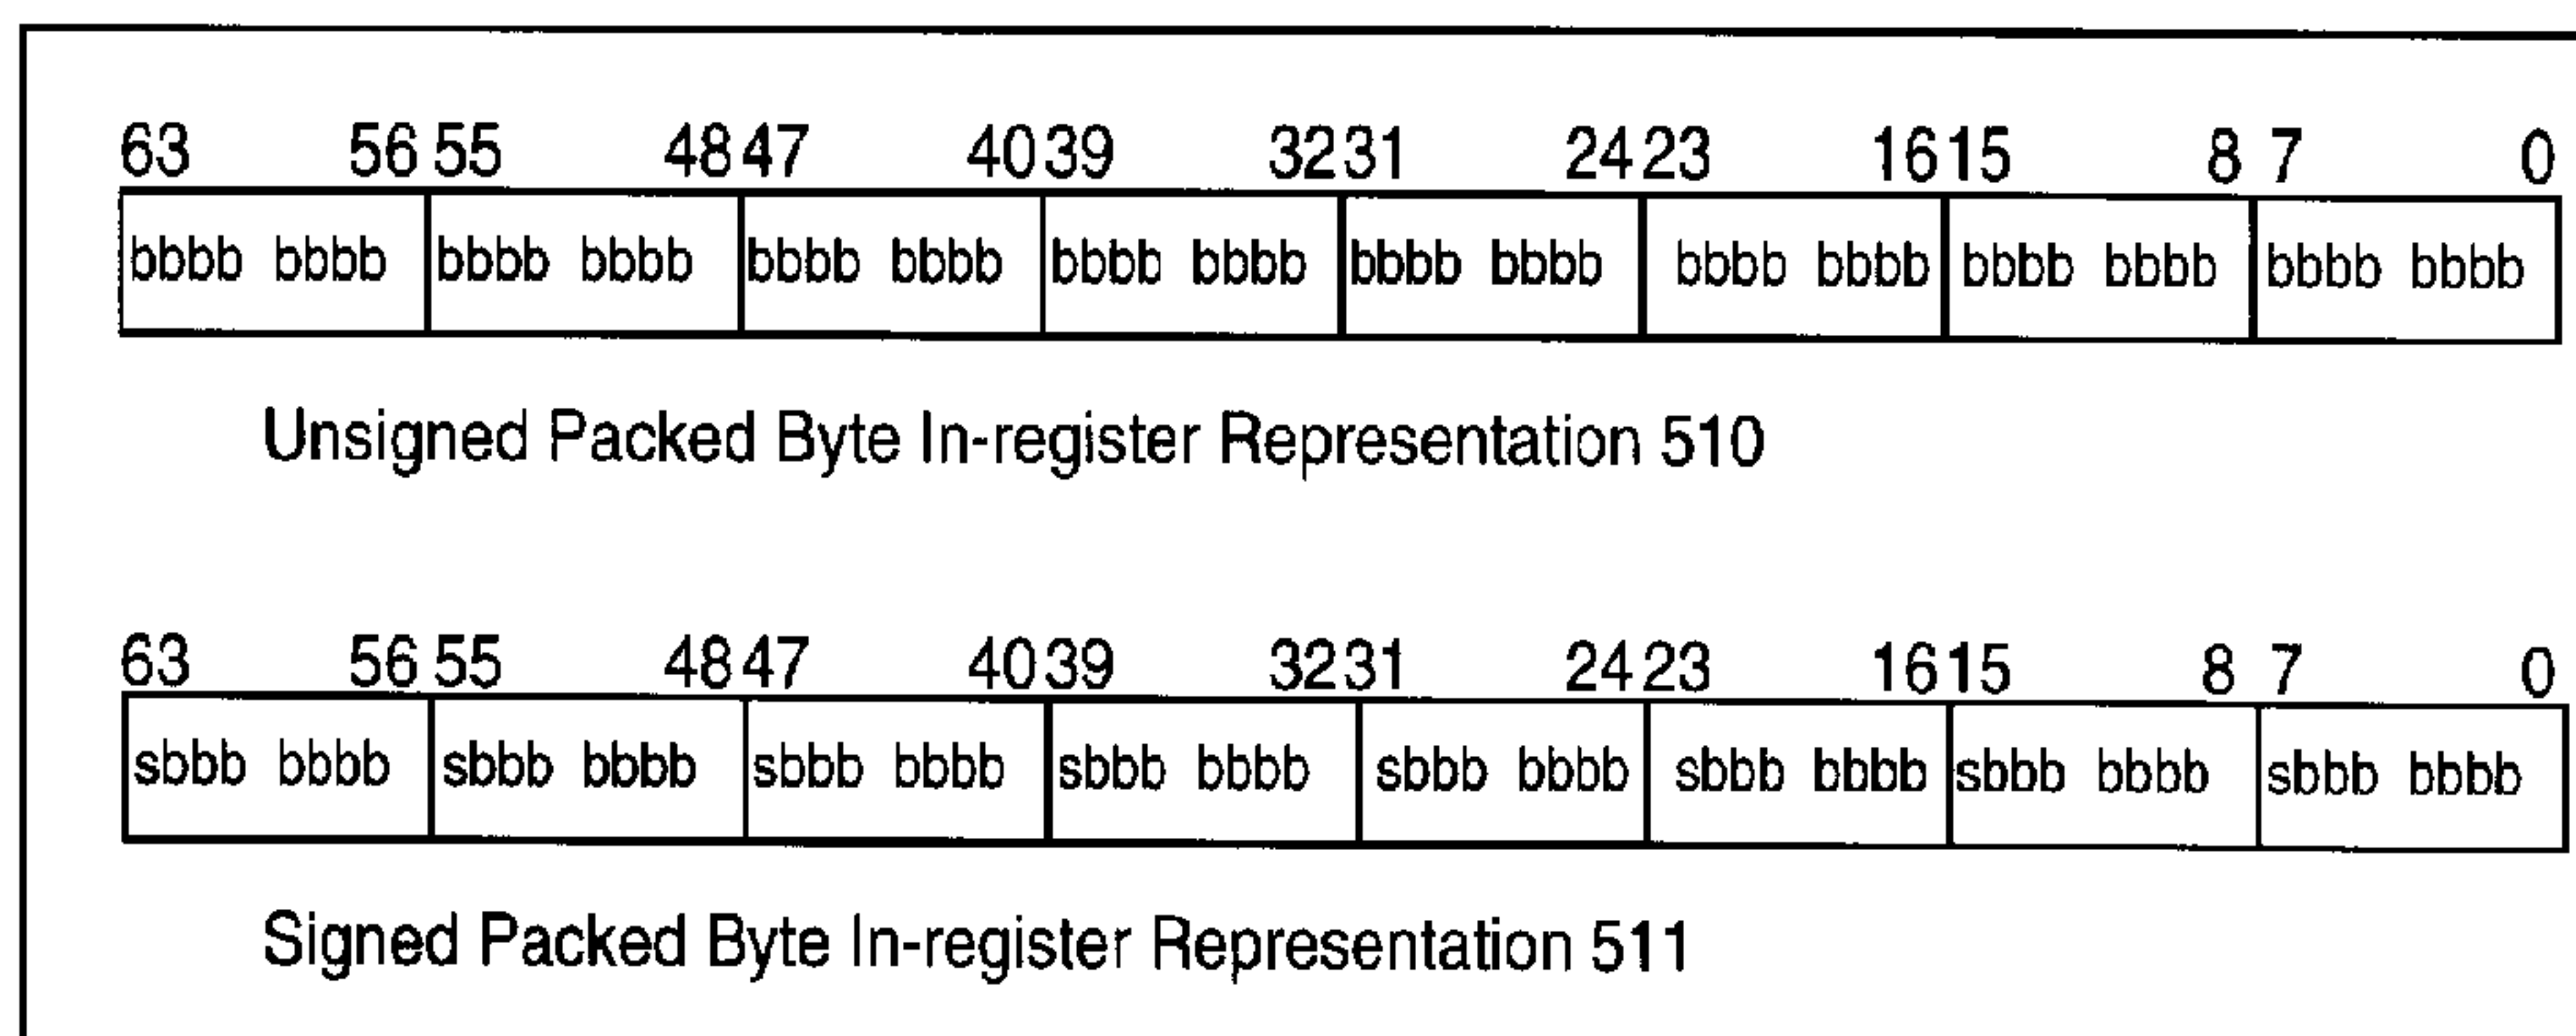 63 56 55 48 47 40 39 32 31 24 23 16 15 8 7 0
bbbb bbbb bbbb bbbb bbbb bbbb bbbb bbbb bbbb bbbb bbbb bbbb bbbb bbbb bbbb bbbb
Unsigned Packed Byte In-register Representation 510
63 56 55 48 47 40 39 32 31 24 23 16 15 8 7 0
sbbb bbbb sbbb bbbb sbbb bbbb sbbb bbbb sbbb bbbb sbbb bbbb sbbb bbbb sbbb bbbb
Signed Packed Byte In-register Representation 511